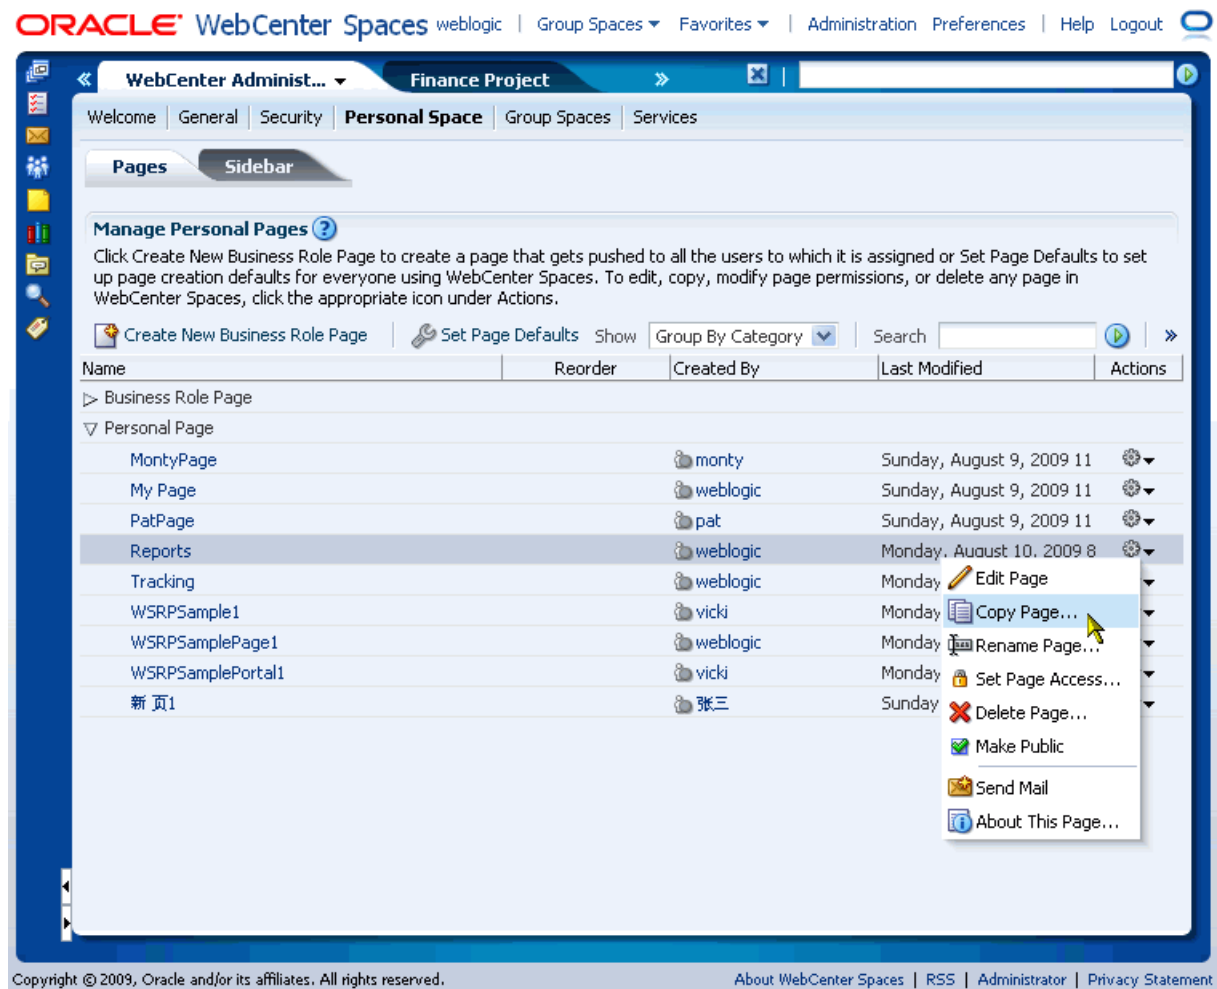 ORACLE WebCenter Spaces weblogic | Group Spaces Favorites | Administration Preferences | Help Logout
WebCenter Administ... Finance Project
Welcome General Security Personal Space Group Spaces Services
Pages Sidebar
Manage Personal Pages ?
Click Create New Business Role Page to create a page that gets pushed to all the users to which it is assigned or Set Page Defaults to set
up page creation defaults for everyone using WebCenter Spaces. To edit, copy, modify page permissions, or delete any page in
WebCenter Spaces, click the appropriate icon under Actions.
Create New Business Role Page Set Page Defaults Show Group By Category Search
Name Reorder Created By Last Modified Actions
Business Role Page
Personal Page
MontyPage monty Sunday, August 9, 2009 11
My Page weblogic Sunday, August 9, 2009 11
PatPage pat Sunday, August 9, 2009 11
Reports weblogic Monday, August 10, 2009 8
Tracking weblogic Monday
WSRPSample1 vicki Monday
WSRPSamplePage1 weblogic Monday
WSRPSamplePortal1 vicki Monday
新 页1 张三 Sunday
Edit Page
Copy Page...
Rename Page...
Set Page Access...
Delete Page...
Make Public
Send Mail
About This Page...
Copyright © 2009, Oracle and/or its affiliates. All rights reserved. About WebCenter Spaces | RSS | Administrator | Privacy Statement